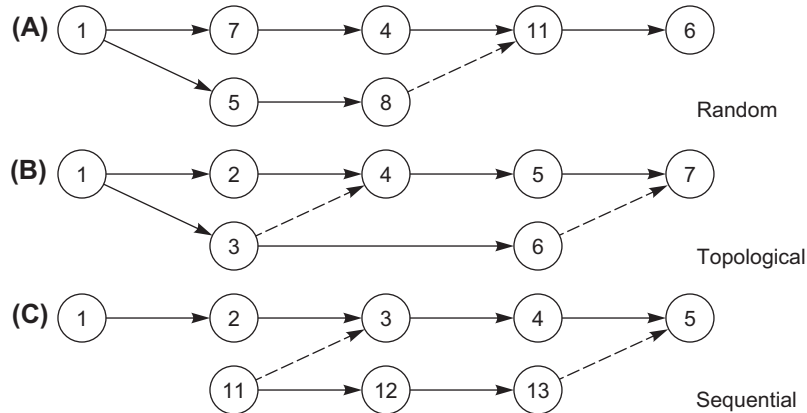 (A) 1 7 4 11 6
5 8
Random
(B) 1 2 4 5 7
3 6
Topological
(C) 1 2 3 4 5
11 12 13
Sequential